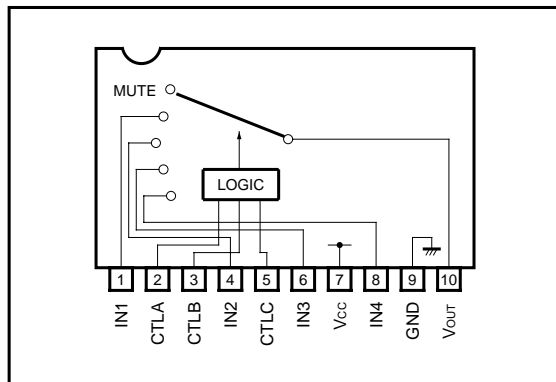 MUTE
LOGIC
1 2 3 4 5 6 7 8 9 10
IN1
CTLA
CTLB
IN2
CTLC
IN3
VCC
IN4
GND
VOUT